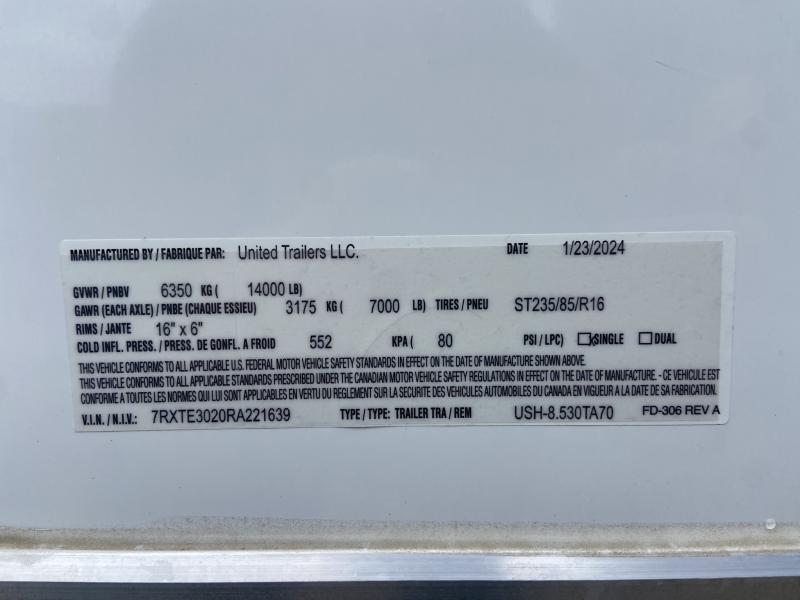 MANUFACTURED BY / FABRIQUE PAR: United Trailers LLC. DATE 1/23/2024
GVWR / PNBV 6350 KG ( 14000 LB)
GAWR (EACH AXLE) / PNBE (CHAQUE ESSIEU) 3175 KG ( 7000 LB) TIRES / PNEU ST235/85/R16
RIMS / JANTE 16" x 6"
COLD INFL. PRESS. / PRESS. DE GONFL. A FROID 552 KPA ( 80 PSI / LPC) SINGLE DUAL
THIS VEHICLE CONFORMS TO ALL APPLICABLE U.S. FEDERAL MOTOR VEHICLE SAFETY STANDARDS IN EFFECT ON THE DATE OF MANUFACTURE SHOWN ABOVE.
THIS VEHICLE CONFORMS TO ALL APPLICABLE STANDARDS PRESCRIBED UNDER THE CANADIAN MOTOR VEHICLE SAFETY REGULATIONS IN EFFECT ON THE DATE OF MANUFACTURE. - CE VEHICULE EST
CONFORME A TOUTES LES NORMES QUI LUI SONT APPLICABLES EN VERTU DU REGLEMENT SUR LA SECURITE DES VEHICULES AUTOMOBILES DU CANADA EN VIGUEUR A LA DATE DE SA FABRICATION.
V.I.N. / N.I.V.: 7RXTE3020RA221639 TYPE / TYPE: TRAILER TRA / REM USH-8.530TA70 FD-306 REV A